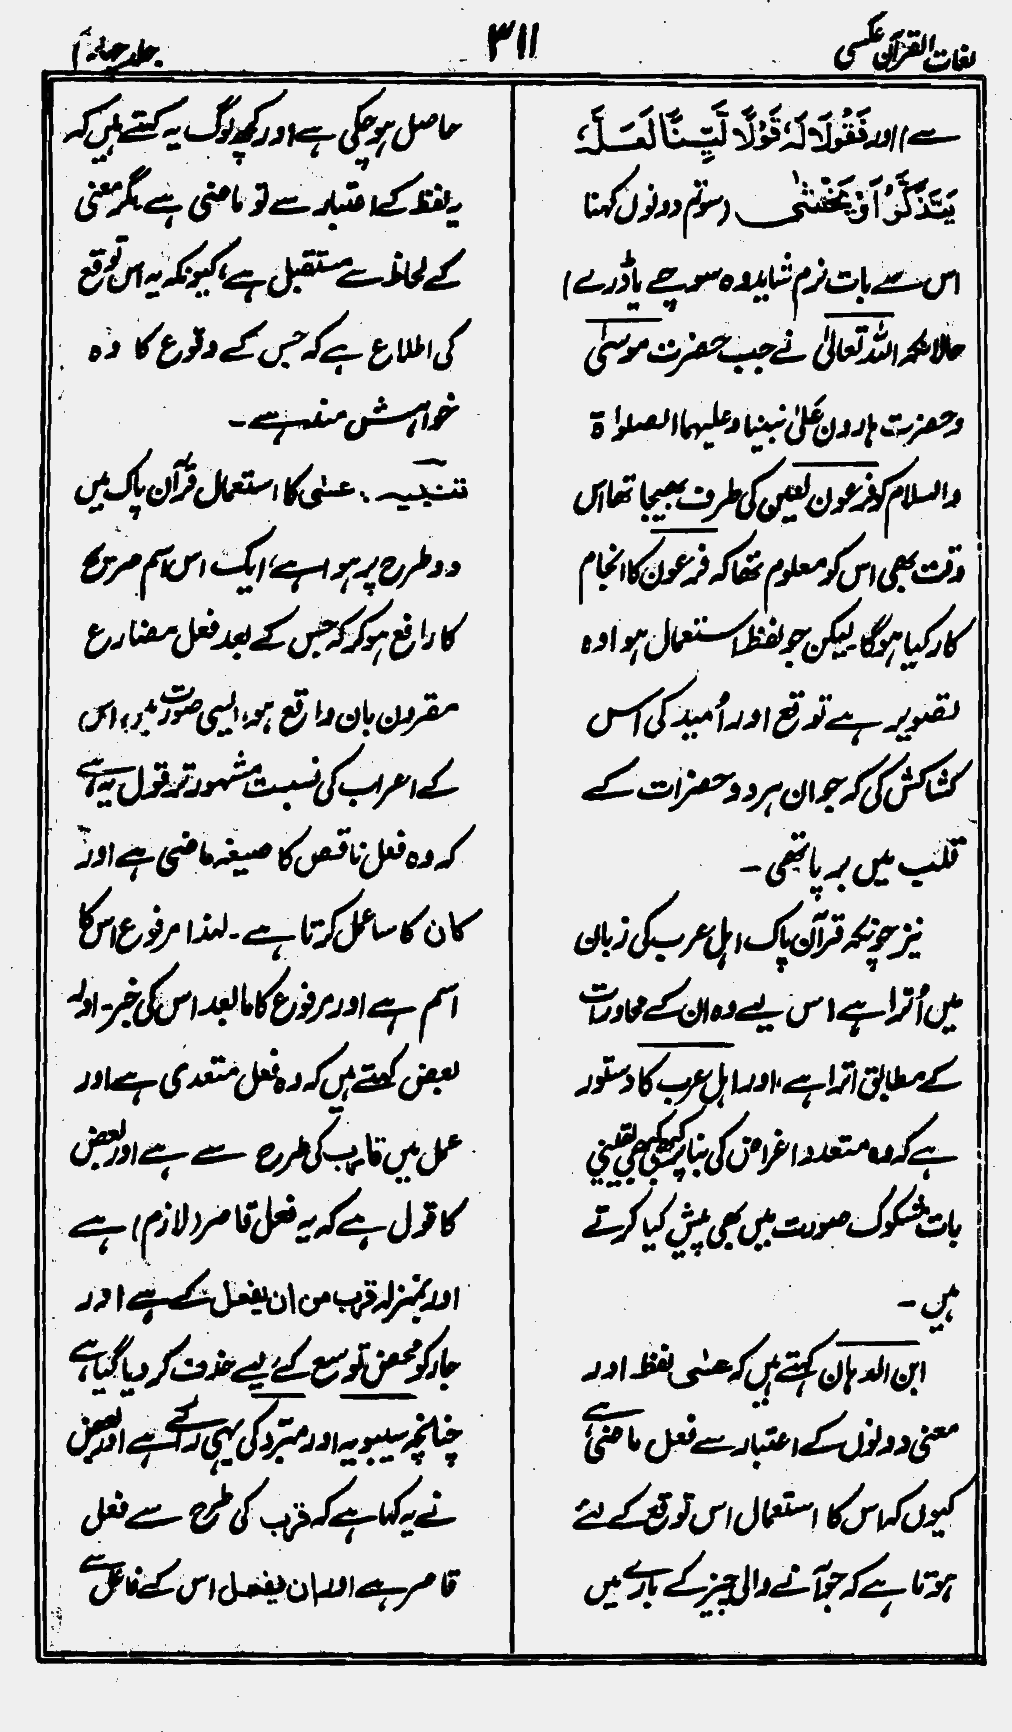 لغات القرآن عکسی
۳۱۱
جلد چہارم
سے) اور فَقُولَا لَہٗ قَوْلًا لَّیِّنًا لَّعَلَّہٗ
یَتَذَکَّرُ اَوْ یَخْشٰی (سو تم دونوں کہنا
اس سے بات نرم شاید وہ سوچے یا ڈرے)
حالانکہ اللہ تعالیٰ نے جب حضرت موسیٰ
و حضرت ہارون علیٰ نبینا و علیہما الصلوٰۃ
والسلام کو فرعون لعین کی طرف بھیجا تھا اس
وقت بھی اس کو معلوم تھا کہ فرعون کا انجام
کار کیا ہوگا لیکن جو لفظ استعمال ہوا وہ
تصویر ہے توقع اور اُمید کی اس
کشاکش کی کہ جو ان ہر دو حضرات کے
قلب میں برپا تھی ۔
نیز چونکہ قرآن پاک اہل عرب کی زبان
میں اُترا ہے اس لیے وہ ان کے محاورات
کے مطابق اترا ہے، اور اہل عرب کا دستور
ہے کہ وہ متعدد اغراض کی بنا پر کبھی کبھی یقینی
بات مشکوک صورت میں بھی پیش کیا کرتے
ہیں ۔
ابن الدہان کہتے ہیں کہ عسٰی لفظ اور
معنی دونوں کے اعتبار سے فعل ماضی ہے
کیوں کہ اس کا استعمال اس توقع کے لئے
ہوتا ہے کہ جو آنے والی چیز کے بارے میں
حاصل ہو چکی ہے اور کچھ لوگ یہ کہتے ہیں کہ
یہ لفظ کے اعتبار سے تو ماضی ہے مگر معنی
کے لحاظ سے مستقبل ہے، کیونکہ یہ اس توقع
کی اطلاع ہے کہ جس کے وقوع کا وہ
خواہش مند ہے ۔
تنبیہ ۔ عسٰی کا استعمال قرآن پاک میں
دو طرح پر ہوا ہے، ایک اس اسم صریح
کا رافع ہو کر کہ جس کے بعد فعل مضارع
مقرون بان واقع ہو، ایسی صورت میں اس
کے اعراب کی نسبت مشہور تر قول یہ ہے
کہ وہ فعل ناقص کا صیغہ ماضی ہے اور
کان کا سا عمل کرتا ہے ۔ لہٰذا مرفوع اس کا
اسم ہے اور مرفوع کا مابعد اس کی خبر۔ اور
بعض کہتے ہیں کہ وہ فعل متعدی ہے اور
عمل میں قارب کی طرح سے ہے اور بعض
کا قول ہے کہ یہ فعل قاصر (لازم) ہے
اور بمنزلہ قرب من ان یفعل کے ہے اور
جار کو محض توسع کے لیے حذف کر دیا گیا ہے
چنانچہ سیبویہ اور مبرد کی یہی رائے ہے اور بعض
نے یہ کہا ہے کہ قرب کی طرح سے فعل
قاصر ہے اور ان یفعل اس کے فاعل سے